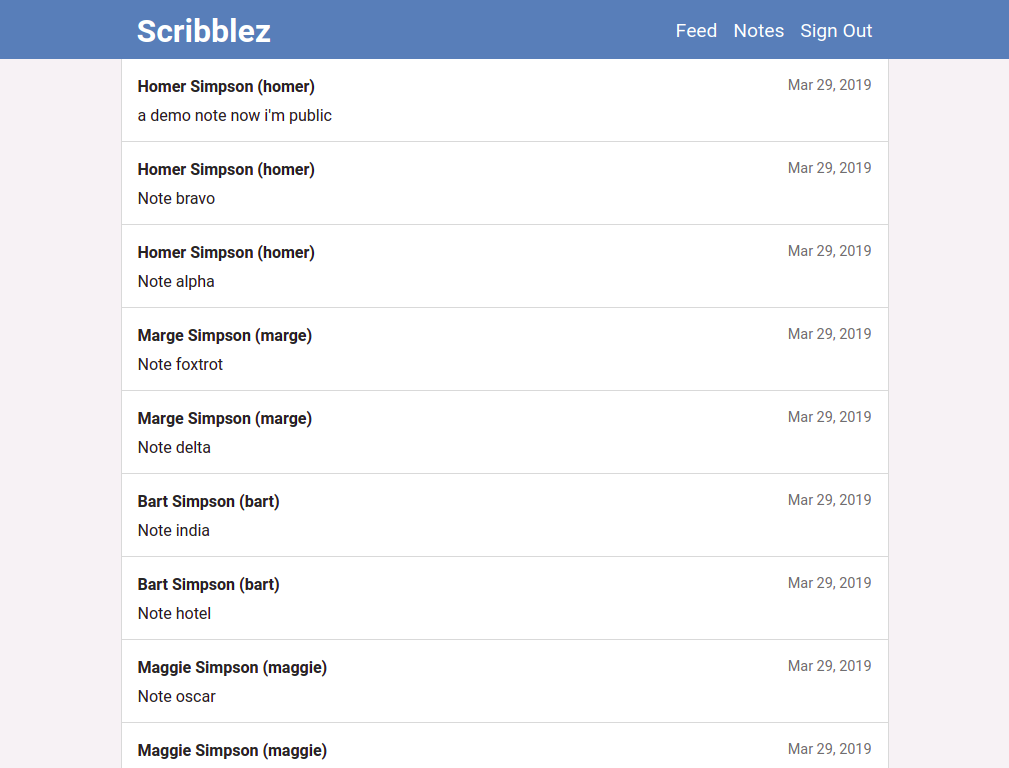 Scribblez Feed Notes Sign Out
Homer Simpson (homer) Mar 29, 2019
a demo note now i'm public
Homer Simpson (homer) Mar 29, 2019
Note bravo
Homer Simpson (homer) Mar 29, 2019
Note alpha
Marge Simpson (marge) Mar 29, 2019
Note foxtrot
Marge Simpson (marge) Mar 29, 2019
Note delta
Bart Simpson (bart) Mar 29, 2019
Note india
Bart Simpson (bart) Mar 29, 2019
Note hotel
Maggie Simpson (maggie) Mar 29, 2019
Note oscar
Maggie Simpson (maggie) Mar 29, 2019